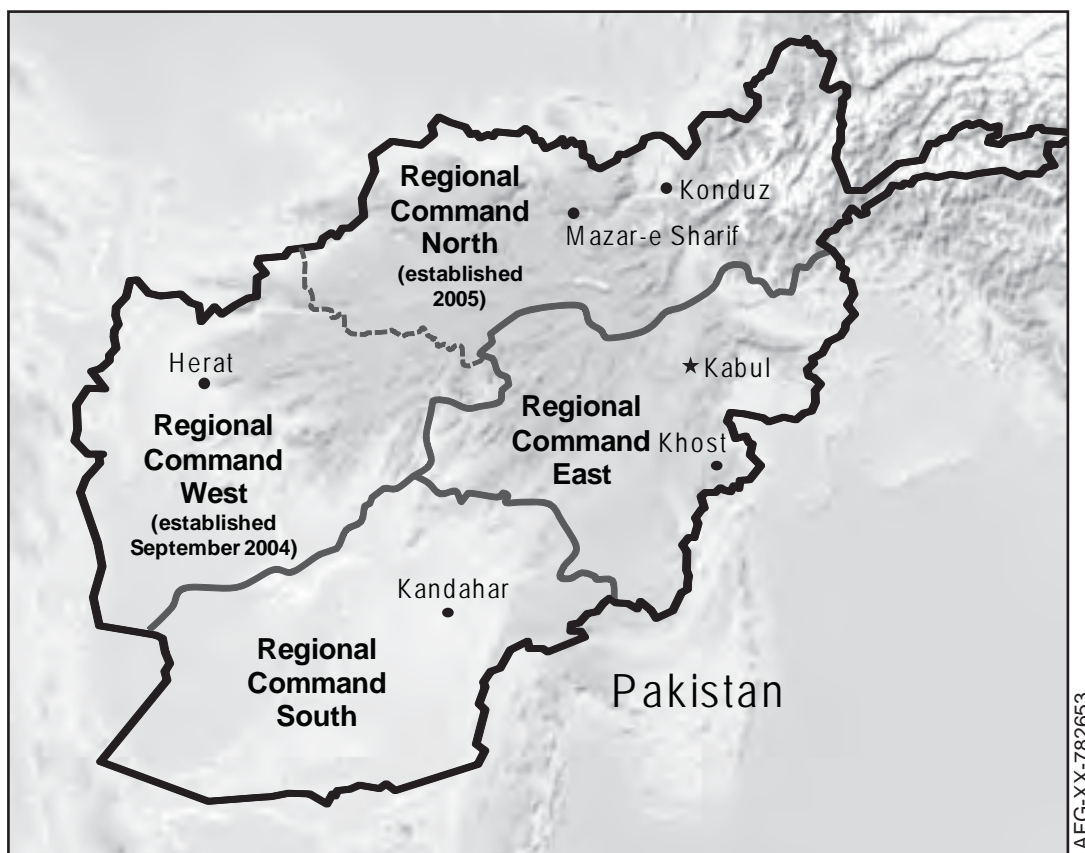 Regional
Command
North
(established
2005)
Konduz
Mazar-e Sharif
Herat
Kabul
Regional
Command
West
(established
September 2004)
Regional
Command
East
Khost
Kandahar
Regional
Command
South
Pakistan
AFG-XX-782653